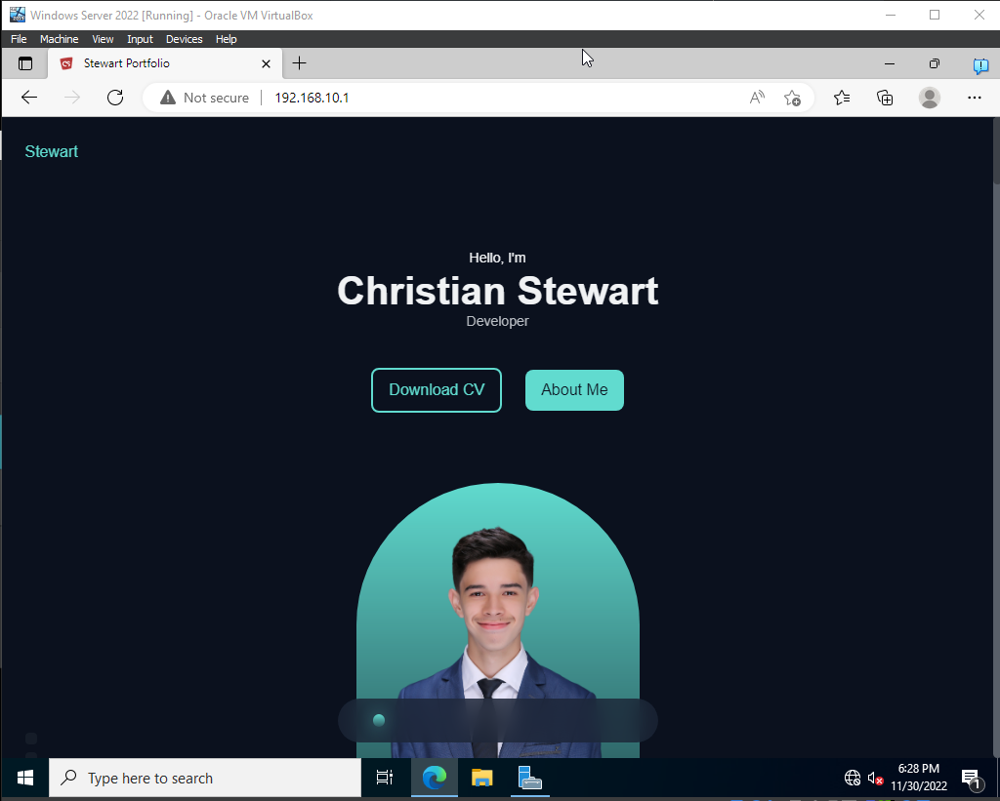 Windows Server 2022 [Running] - Oracle VM VirtualBox
File Machine View Input Devices Help
Stewart Portfolio
Not secure 192.168.10.1
Stewart
Hello, I'm
Christian Stewart
Developer
Download CV About Me
Type here to search
6:28 PM
11/30/2022
1